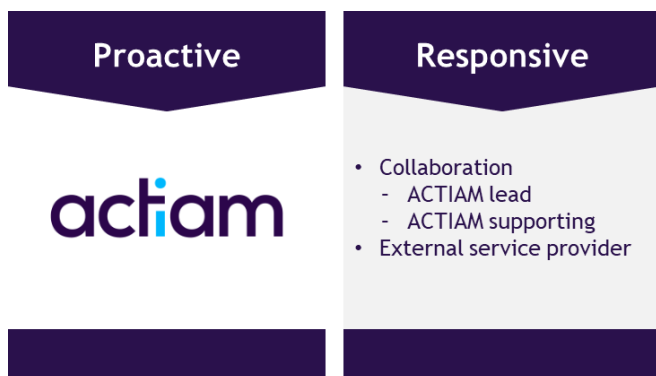 Proactive
actiam
Responsive
• Collaboration
- ACTIAM lead
- ACTIAM supporting
• External service provider